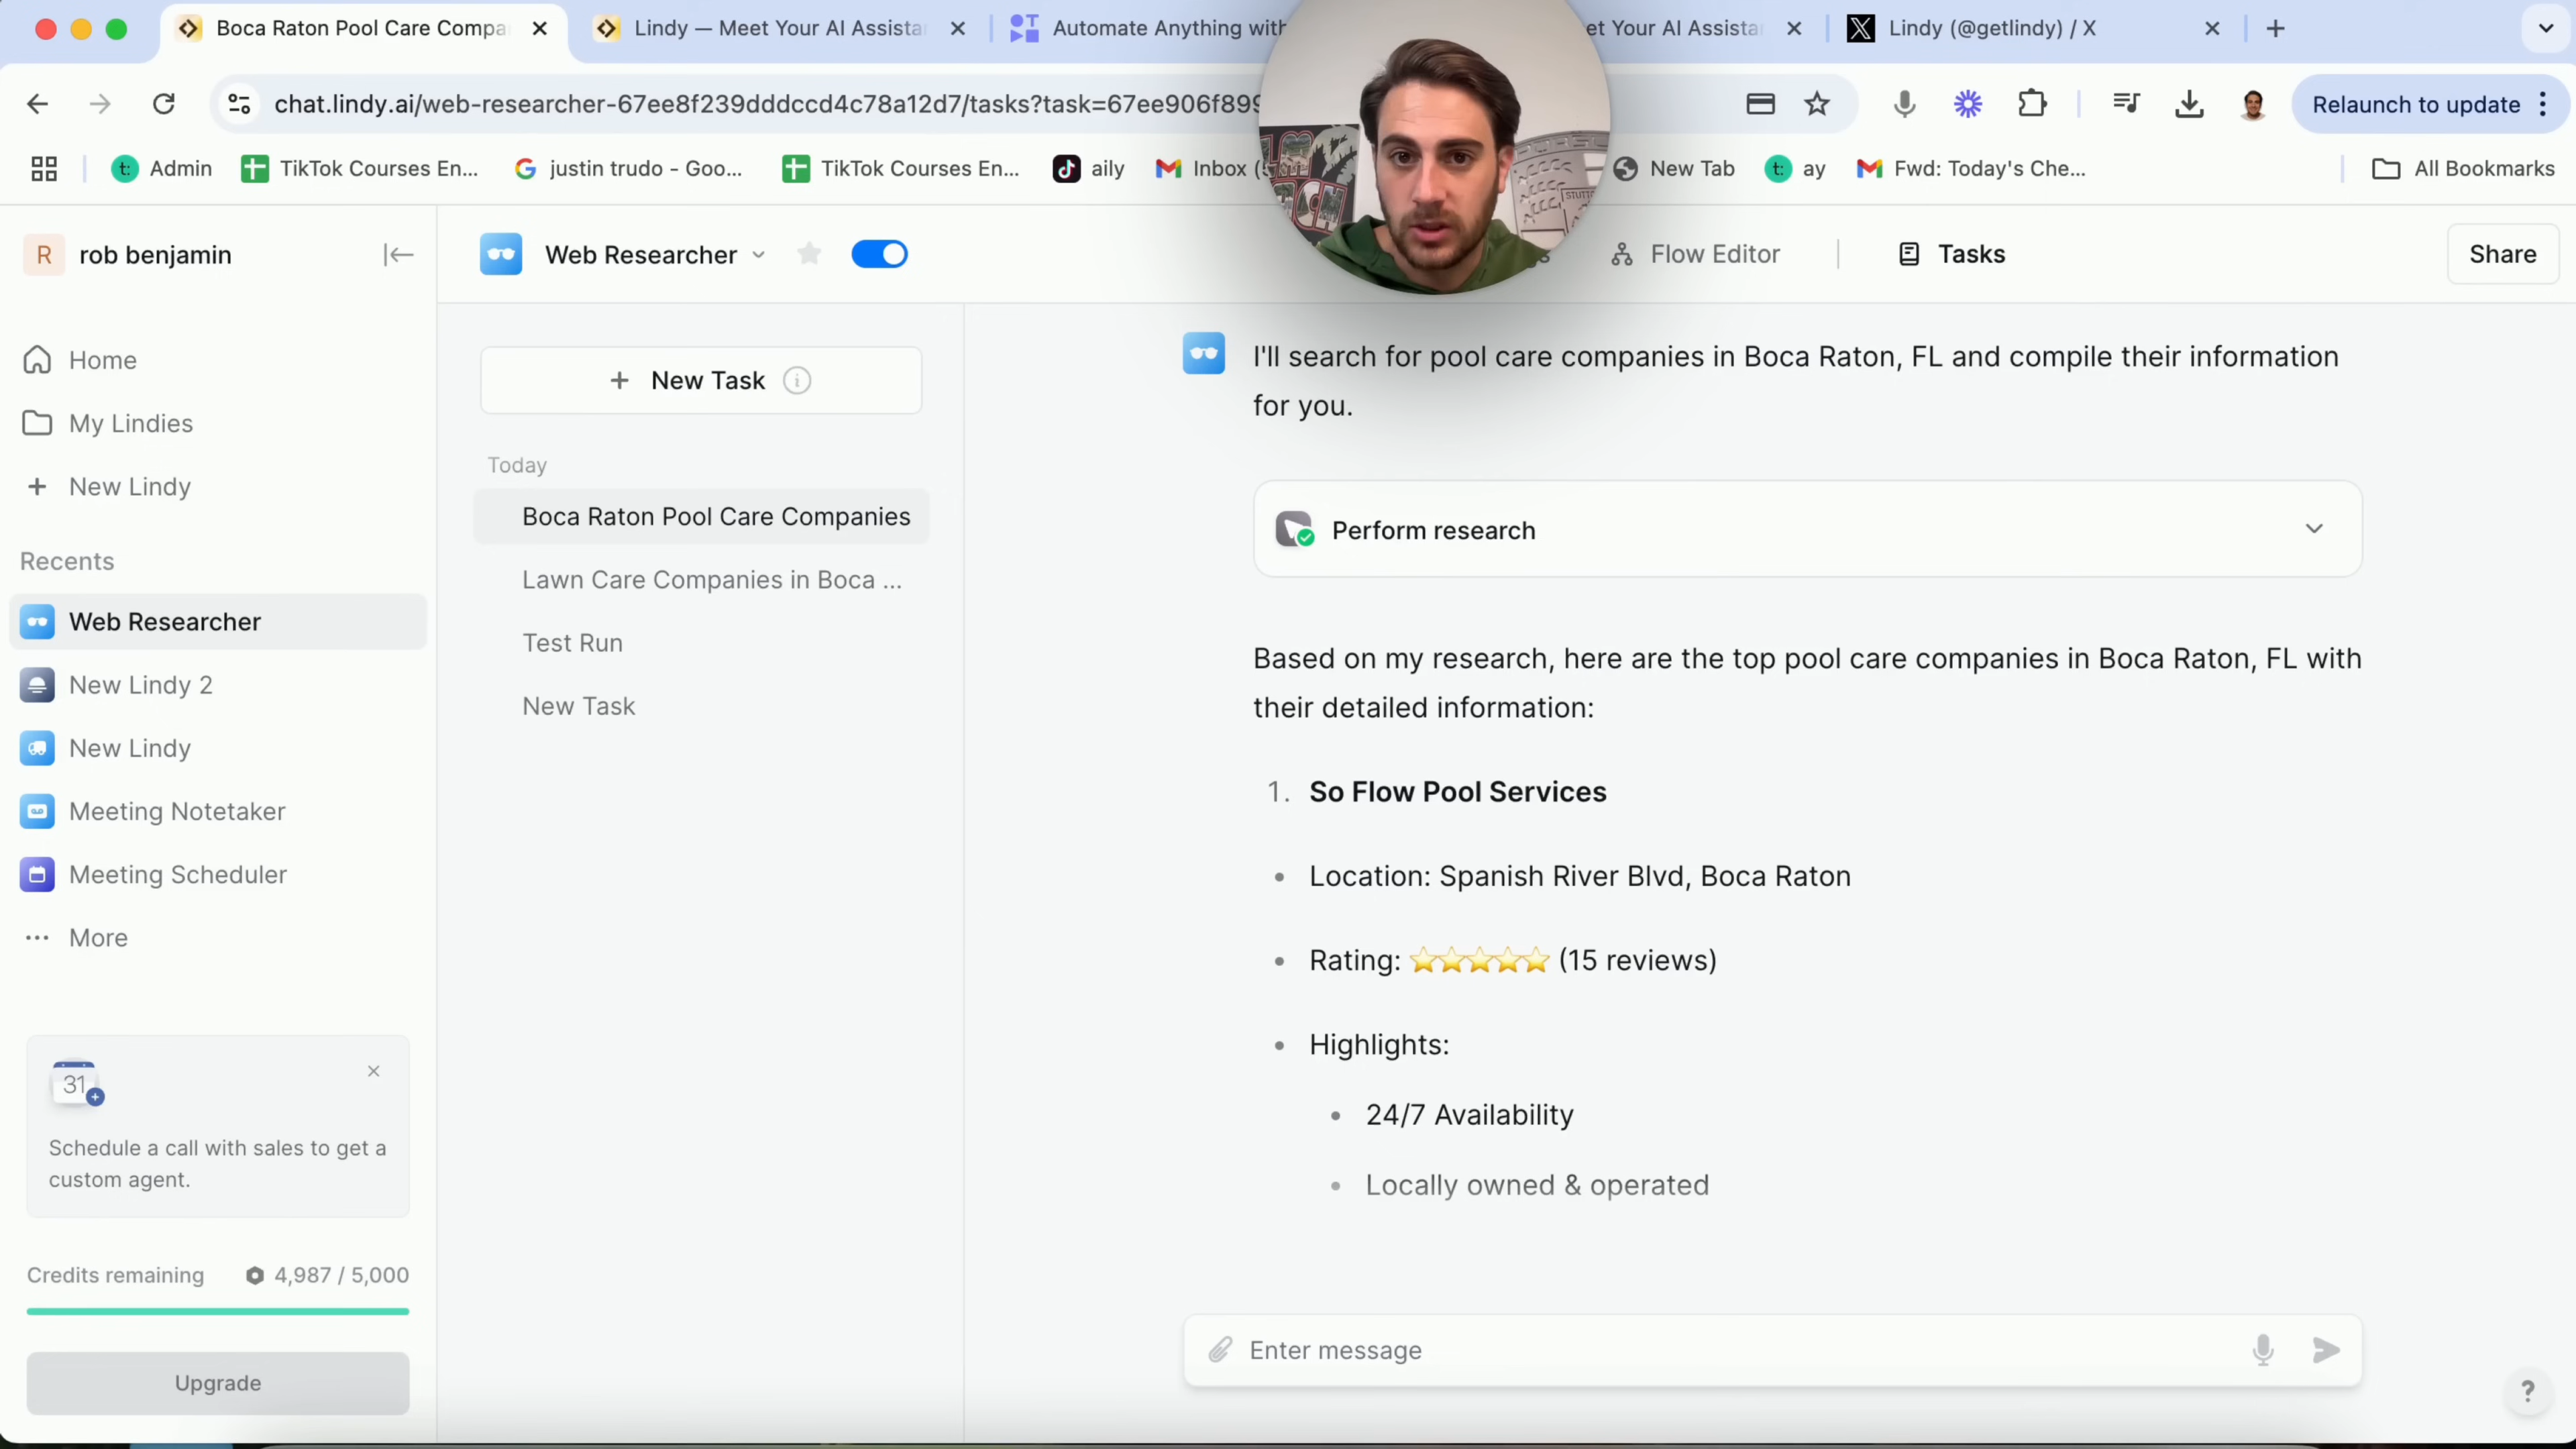 Boca Raton Pool Care Compa
Lindy — Meet Your AI Assista
Automate Anything with
et Your AI Assista
Lindy (@getlindy) / X
chat.lindy.ai/web-researcher-67ee8f239dddccd4c78a12d7/tasks?task=67ee906f899
Relaunch to update
Admin
TikTok Courses En...
justin trudo - Goo...
TikTok Courses En...
aily
Inbox
New Tab
ay
Fwd: Today's Che...
All Bookmarks
R
rob benjamin
Web Researcher
Flow Editor
Tasks
Share
Home
My Lindies
New Lindy
Recents
Web Researcher
New Lindy 2
New Lindy
Meeting Notetaker
Meeting Scheduler
More
31
Schedule a call with sales to get a
custom agent.
Credits remaining
4,987 / 5,000
Upgrade
+ New Task
Today
Boca Raton Pool Care Companies
Lawn Care Companies in Boca ...
Test Run
New Task
I'll search for pool care companies in Boca Raton, FL and compile their information
for you.
Perform research
Based on my research, here are the top pool care companies in Boca Raton, FL with
their detailed information:
1. So Flow Pool Services
• Location: Spanish River Blvd, Boca Raton
• Rating: ⭐⭐⭐⭐⭐ (15 reviews)
• Highlights:
• 24/7 Availability
• Locally owned & operated
Enter message
?